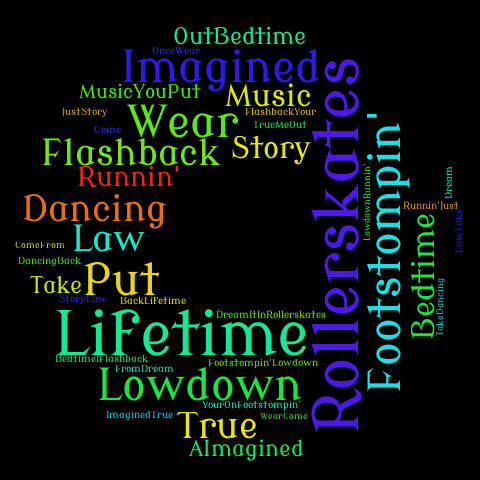 OutBedtime
OnceWear
Imagined
MusicYouPut
Music
JustStory
FlashbackYour
Wear
TrueMeOut
Come
Flashback
Story
Runnin'
Rollerskates
Footstompin'
LowdownRunnin'
Dream
Dancing
Runnin'Just
LowTake
Law
ComeFrom
DancingBack
Bedtime
Take
Put
TakeDancing
StoryLow
BackLifetime
Lifetime
DreamItInRollerskates
BedtimeIFlashback
Footstompin'Lowdown
FromDream
Lowdown
YourOnFootstompin'
ImaginedTrue
True
WearCome
AImagined